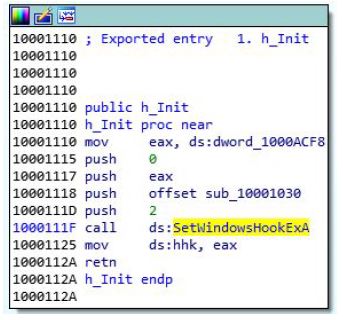 10001110 ; Exported entry   1. h_Init
10001110
10001110
10001110
10001110 public h_Init
10001110 h_Init proc near
10001110 mov     eax, ds:dword_1000ACF8
10001115 push    0
10001117 push    eax
10001118 push    offset sub_10001030
1000111D push    2
1000111F call    ds:SetWindowsHookExA
10001125 mov     ds:hhk, eax
1000112A retn
1000112A h_Init endp
1000112A